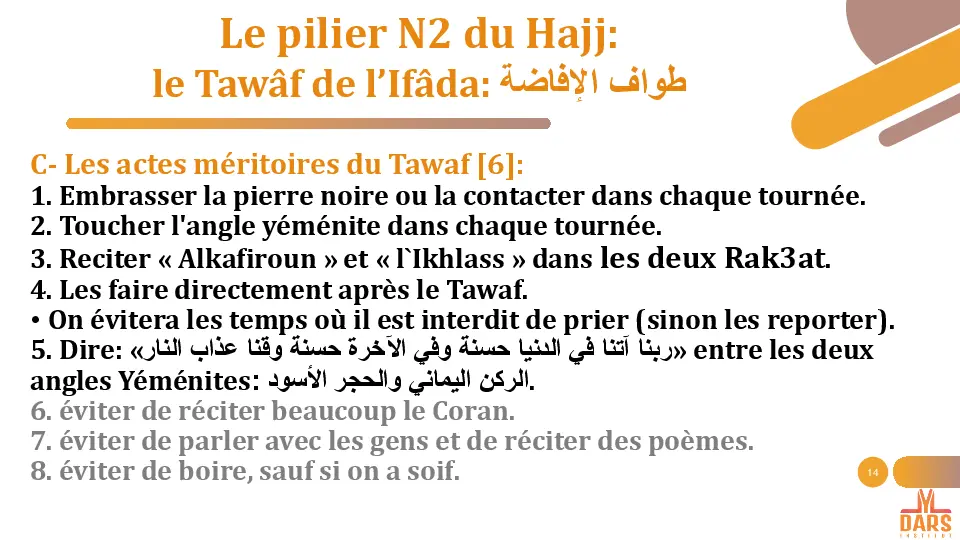 Le pilier N2 du Hajj:
le Tawâf de l’Ifâda: طواف الإفاضة
C- Les actes méritoires du Tawaf [6]:
1. Embrasser la pierre noire ou la contacter dans chaque tournée.
2. Toucher l'angle yéménite dans chaque tournée.
3. Reciter « Alkafiroun » et « l`Ikhlass » dans les deux Rak3at.
4. Les faire directement après le Tawaf.
• On évitera les temps où il est interdit de prier (sinon les reporter).
5. Dire: «ربنا آتنا في الدنيا حسنة وفي الآخرة حسنة وقنا عذاب النار» entre les deux
angles Yéménites: الركن اليماني والحجر الأسود.
6. éviter de réciter beaucoup le Coran.
7. éviter de parler avec les gens et de réciter des poèmes.
8. éviter de boire, sauf si on a soif.
14
DARS
INSTITUT